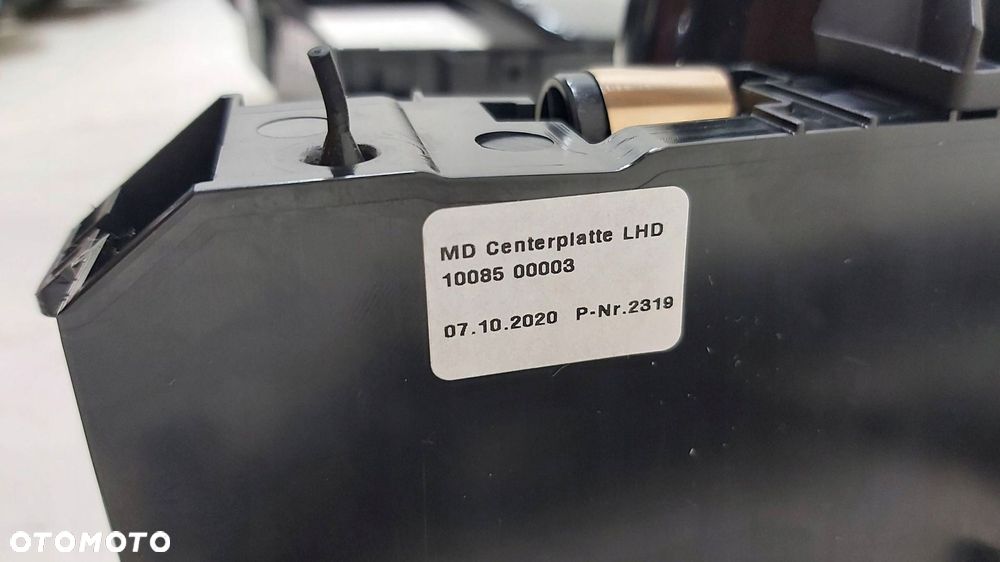 MD Centerplatte LHD
10085 00003
07.10.2020 P-Nr.2319
OTOMOTO